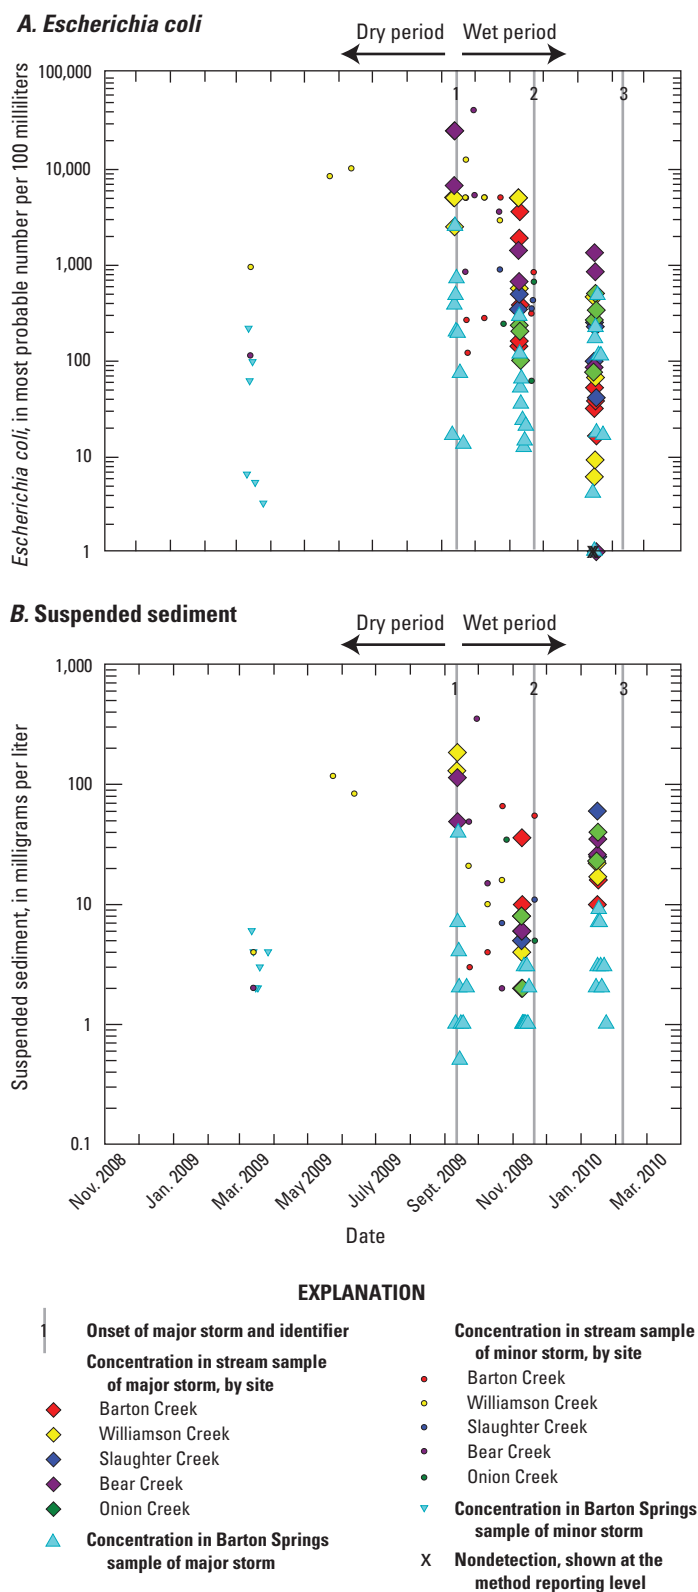 A. Escherichia coli
Dry period
Wet period
Escherichia coli, in most probable number per 100 milliliters
100,000
10,000
1,000
100
10
1
1
2
3
X
B. Suspended sediment
Dry period
Wet period
Suspended sediment, in milligrams per liter
1,000
100
10
1
0.1
1
2
3
Nov. 2008
Jan. 2009
Mar. 2009
May 2009
July 2009
Sept. 2009
Nov. 2009
Jan. 2010
Mar. 2010
Date
EXPLANATION
1
Onset of major storm and identifier
Concentration in stream sample
of major storm, by site
Barton Creek
Williamson Creek
Slaughter Creek
Bear Creek
Onion Creek
Concentration in Barton Springs
sample of major storm
Concentration in stream sample
of minor storm, by site
Barton Creek
Williamson Creek
Slaughter Creek
Bear Creek
Onion Creek
Concentration in Barton Springs
sample of minor storm
X
Nondetection, shown at the
method reporting level